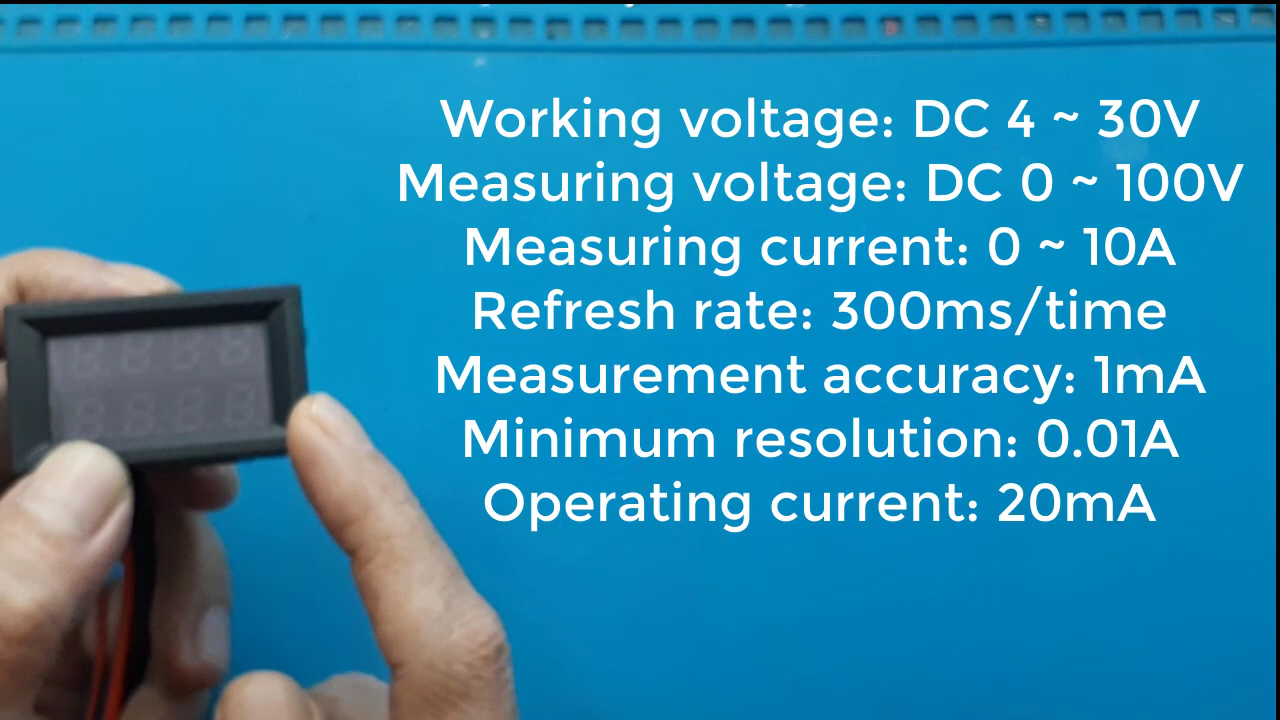 Working voltage: DC 4 ~ 30V
Measuring voltage: DC 0 ~ 100V
Measuring current: 0 ~ 10A
Refresh rate: 300ms/time
Measurement accuracy: 1mA
Minimum resolution: 0.01A
Operating current: 20mA